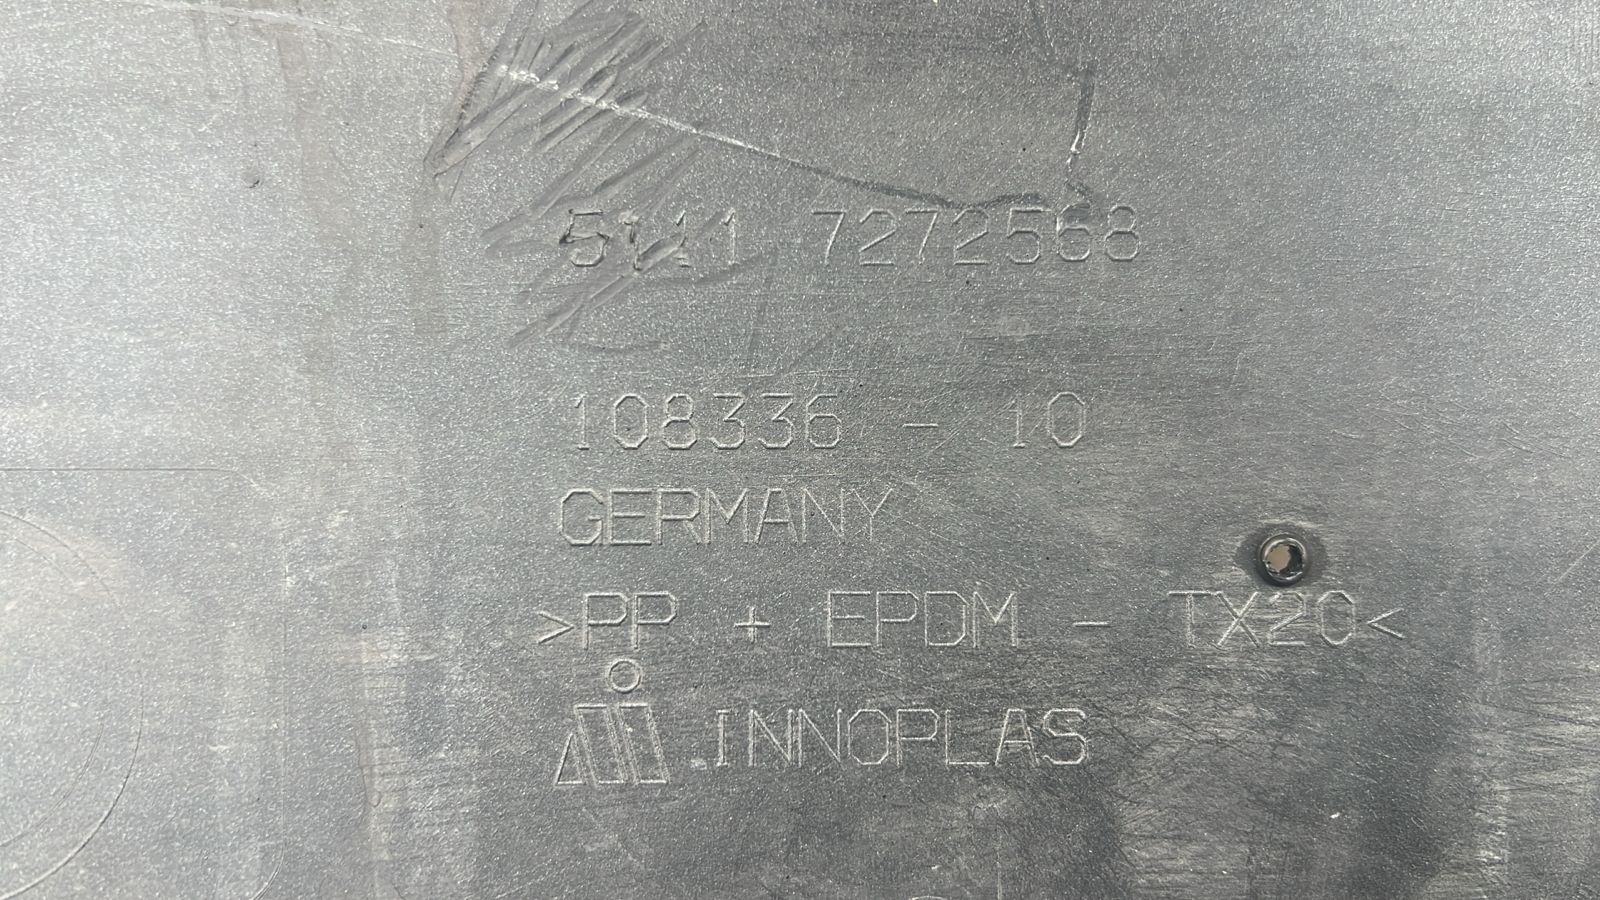 5111 7272568
108336 - 10
GERMANY
>PP + EPDM - TX20<
INNOPLAS